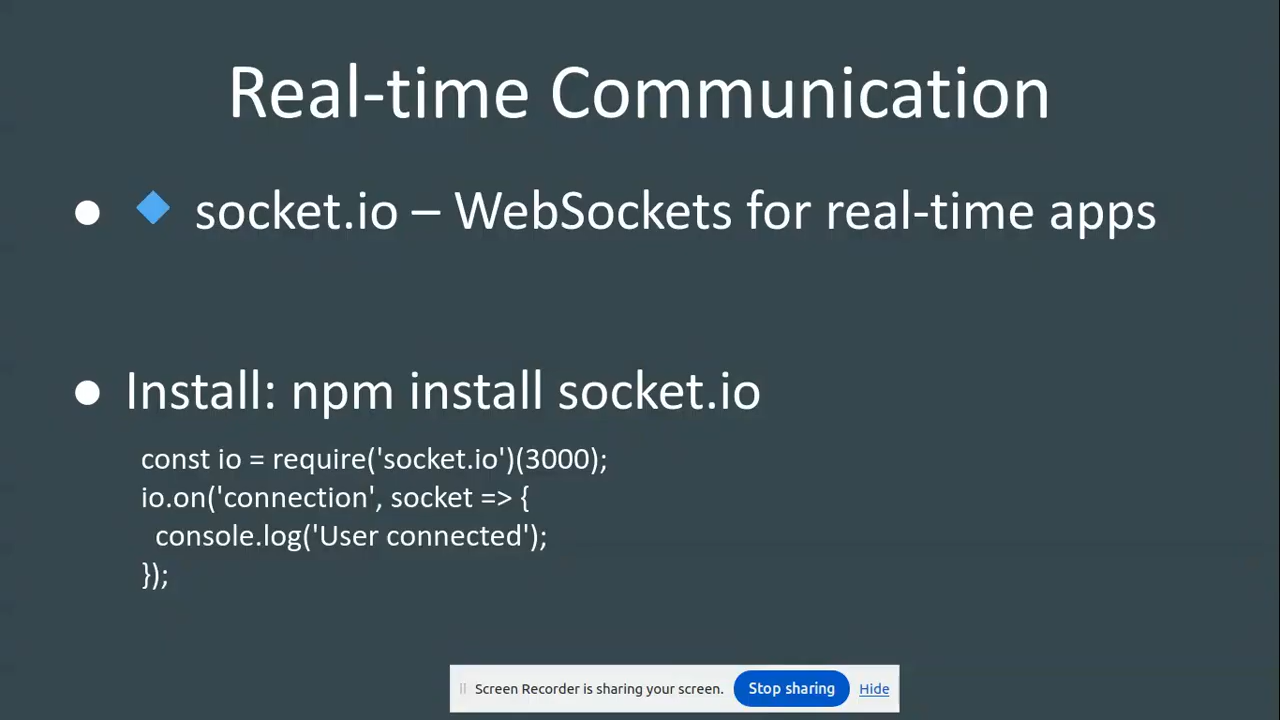 Real-time Communication
● 🔷 socket.io – WebSockets for real-time apps
● Install: npm install socket.io
const io = require('socket.io')(3000);
io.on('connection', socket => {
  console.log('User connected');
});
Screen Recorder is sharing your screen. Stop sharing Hide